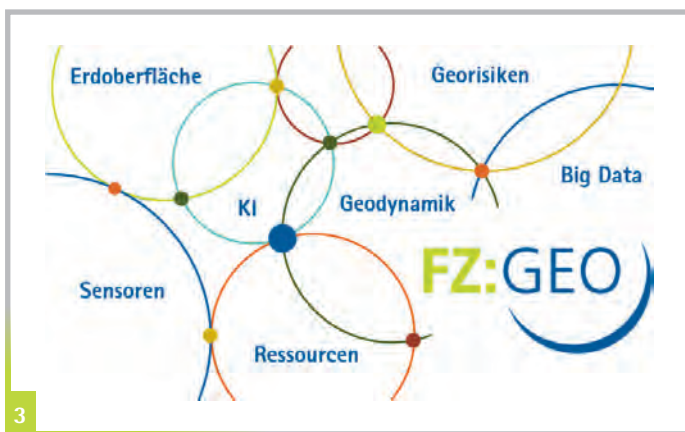 Erdoberfläche
Georisiken
Big Data
KI
Geodynamik
FZ:GEO
Sensoren
Ressourcen
3